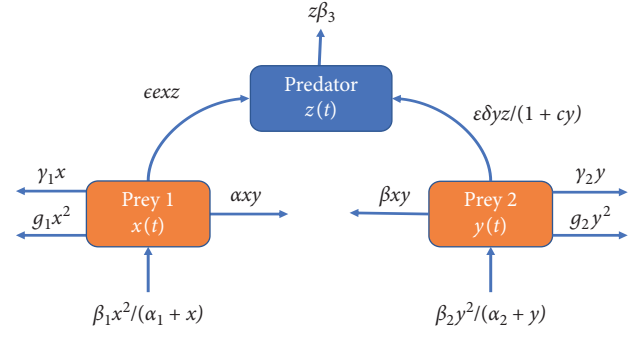 zβ₃
Predator
z(t)
ϵexz
εδyz/(1 + cy)
γ₁x
g₁x²
Prey 1
x(t)
αxy
βxy
Prey 2
y(t)
γ₂y
g₂y²
β₁x²/(α₁ + x)
β₂y²/(α₂ + y)